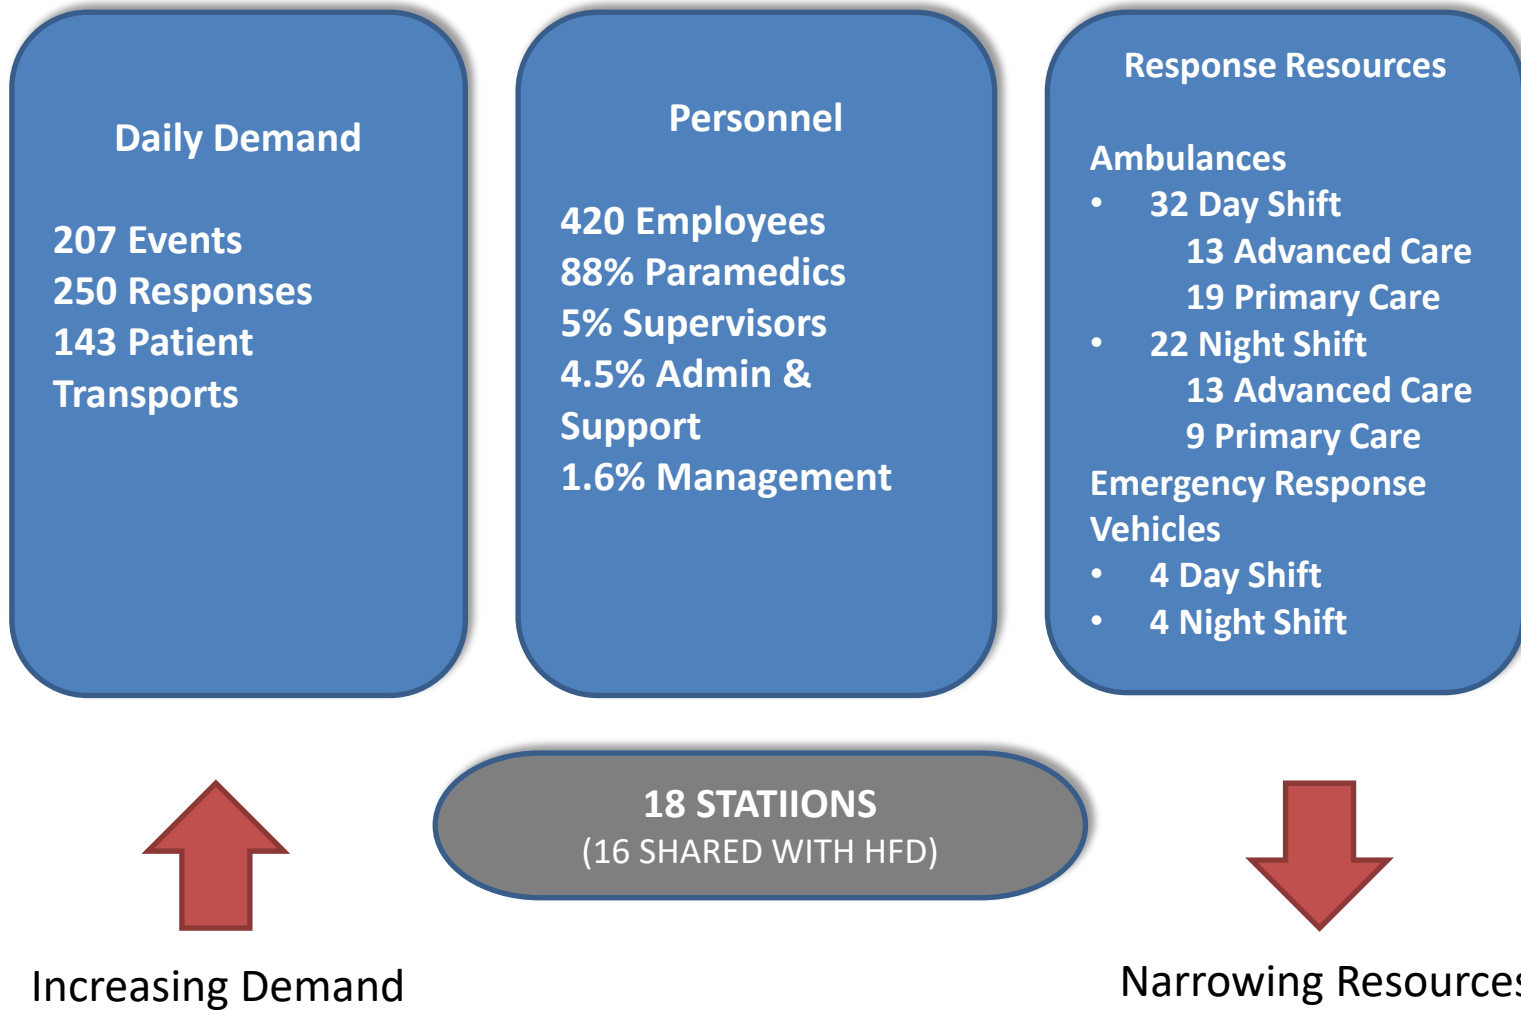 Daily Demand
207 Events
250 Responses
143 Patient
Transports
Personnel
420 Employees
88% Paramedics
5% Supervisors
4.5% Admin &
Support
1.6% Management
Response Resources
Ambulances
• 32 Day Shift
13 Advanced Care
19 Primary Care
• 22 Night Shift
13 Advanced Care
9 Primary Care
Emergency Response
Vehicles
• 4 Day Shift
• 4 Night Shift
18 STATIIONS
(16 SHARED WITH HFD)
Increasing Demand
Narrowing Resources